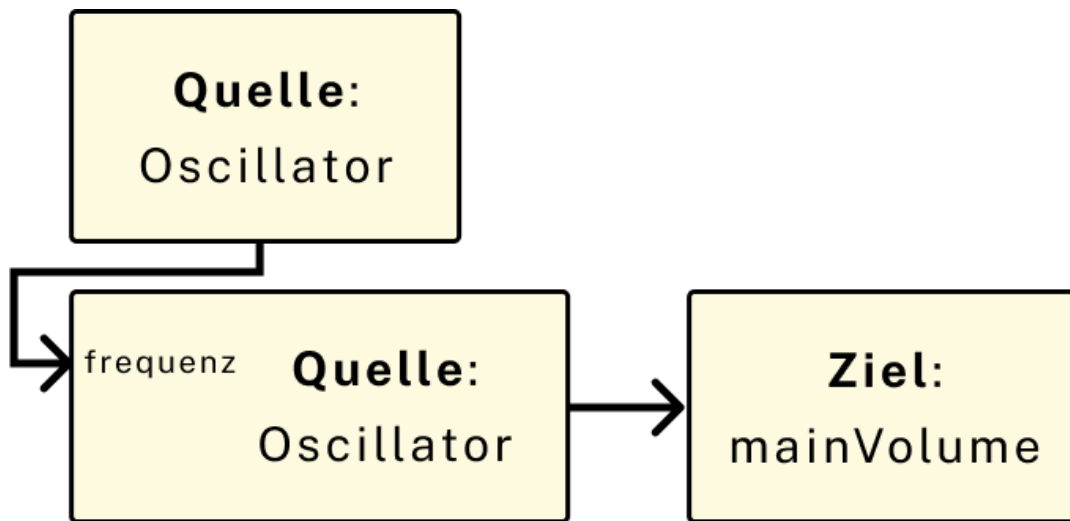 Quelle:
Oscillator
frequenz
Quelle:
Oscillator
Ziel:
mainVolume